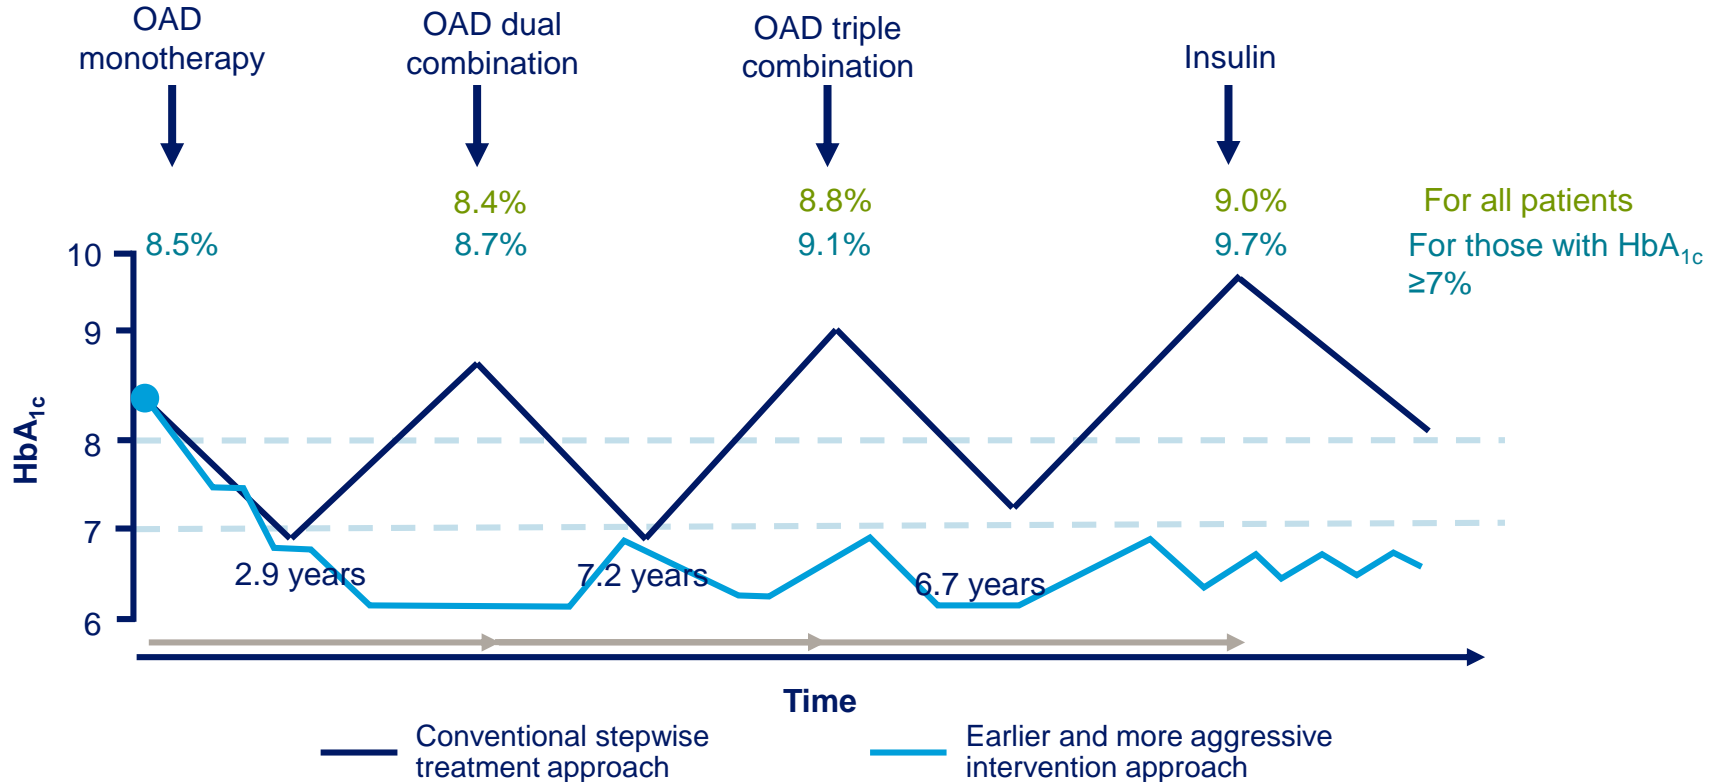 OAD
monotherapy
OAD dual
combination
OAD triple
combination
Insulin
8.4%
8.8%
9.0%
For all patients
8.5%
8.7%
9.1%
9.7%
For those with HbA1c
≥7%
10
9
8
7
6
HbA1c
2.9 years
7.2 years
6.7 years
Time
Conventional stepwise
treatment approach
Earlier and more aggressive
intervention approach